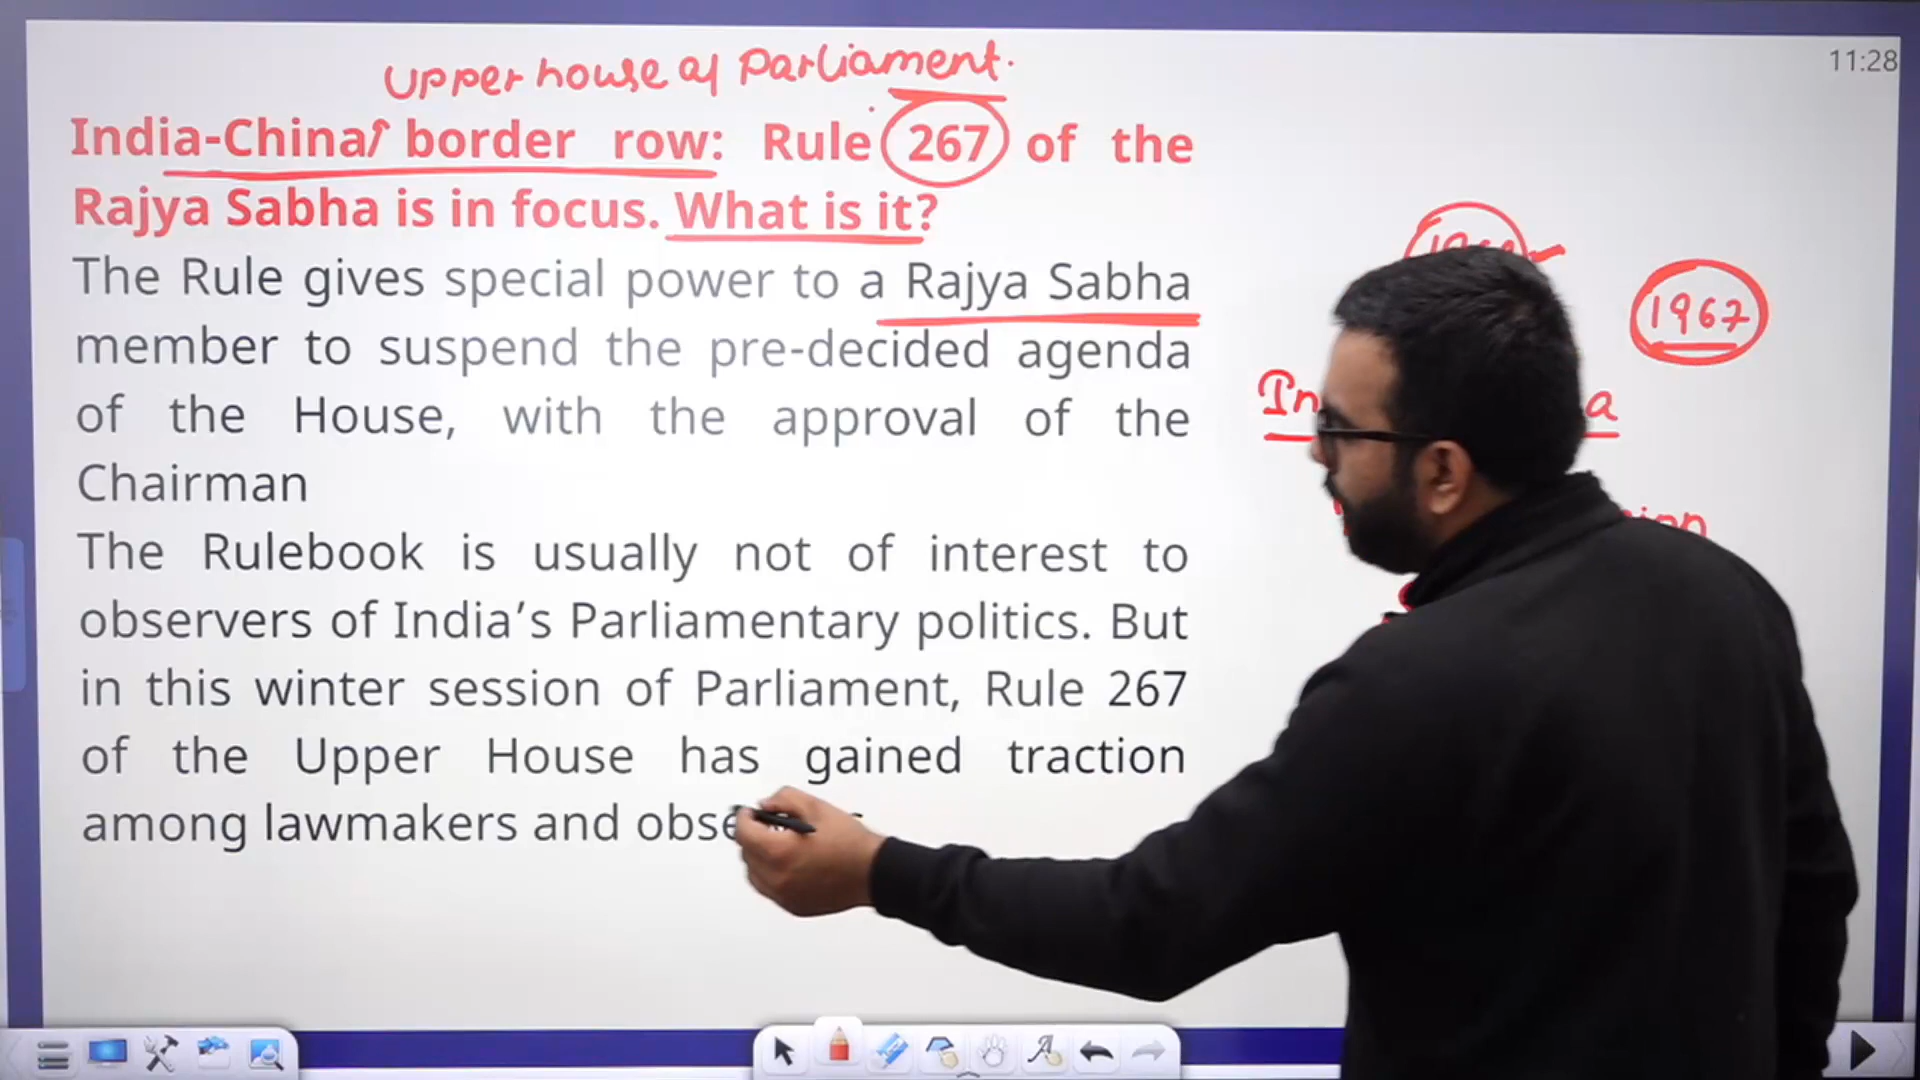 upper house of Parliament.
11:28
India-China border row: Rule 267 of the
Rajya Sabha is in focus. What is it?
The Rule gives special power to a Rajya Sabha
member to suspend the pre-decided agenda
of the House, with the approval of the
Chairman
The Rulebook is usually not of interest to
observers of India’s Parliamentary politics. But
in this winter session of Parliament, Rule 267
of the Upper House has gained traction
among lawmakers and
1967